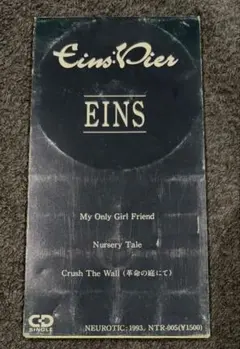 Eins:Vier
EINS
My Only Girl Friend
Nursery Tale
Crush The Wall (革命の庭にて)
CD
SINGLE
NEUROTIC:1993. NTR-005(¥1500)